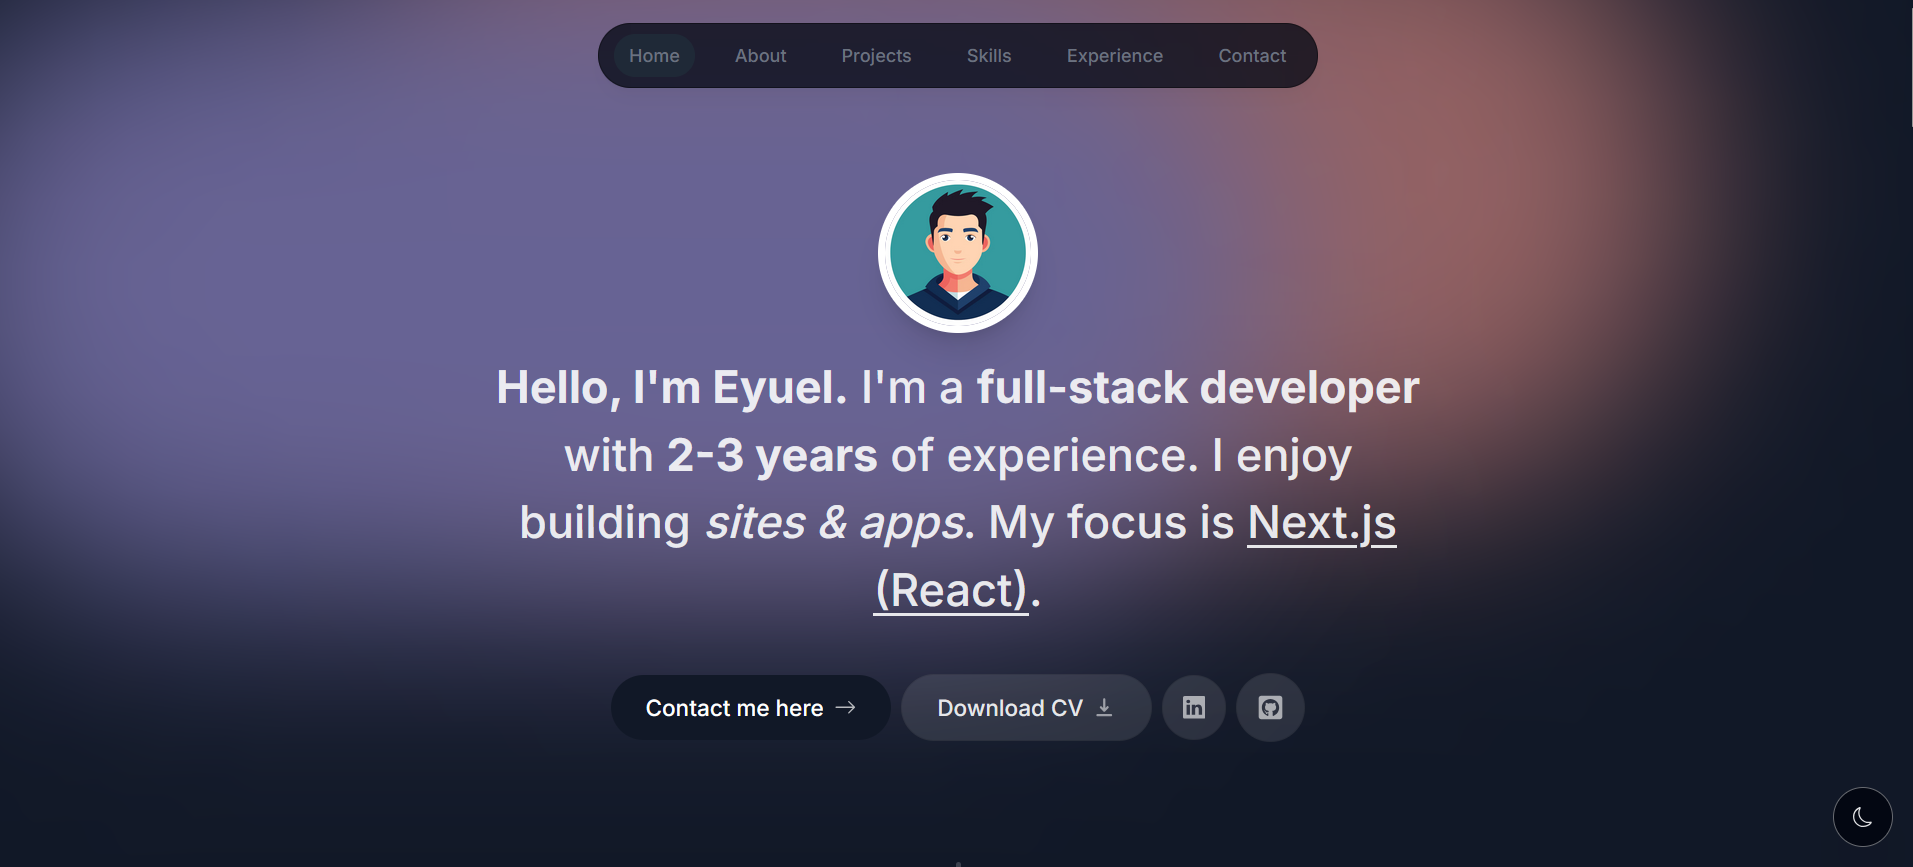 Home About Projects Skills Experience Contact
Hello, I'm Eyuel. I'm a full-stack developer
with 2-3 years of experience. I enjoy
building sites & apps. My focus is Next.js
(React).
Contact me here Download CV in